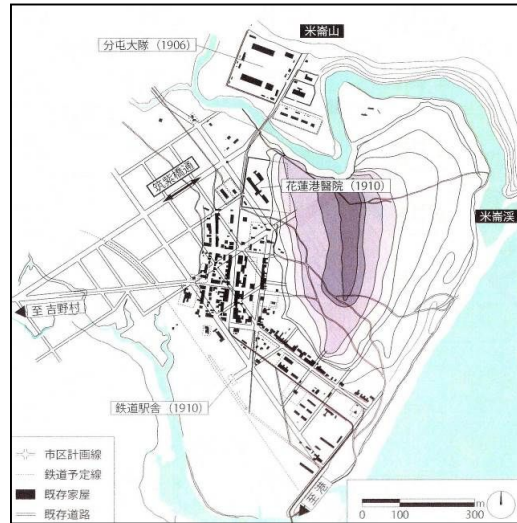 米崙山
分屯大隊（1906）
筑紫橋通
花蓮港醫院（1910）
米崙溪
至 吉野村
鉄道駅舎（1910）
至 港
市区計画線
鉄道予定線
既存家屋
既存道路
0 100 300
m